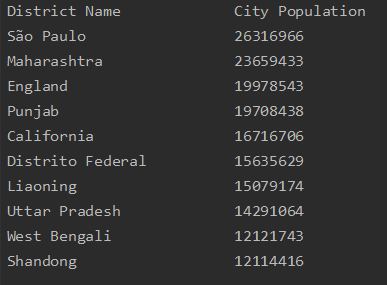 District Name City Population
São Paulo 26316966
Maharashtra 23659433
England 19978543
Punjab 19708438
California 16716706
Distrito Federal 15635629
Liaoning 15079174
Uttar Pradesh 14291064
West Bengali 12121743
Shandong 12114416